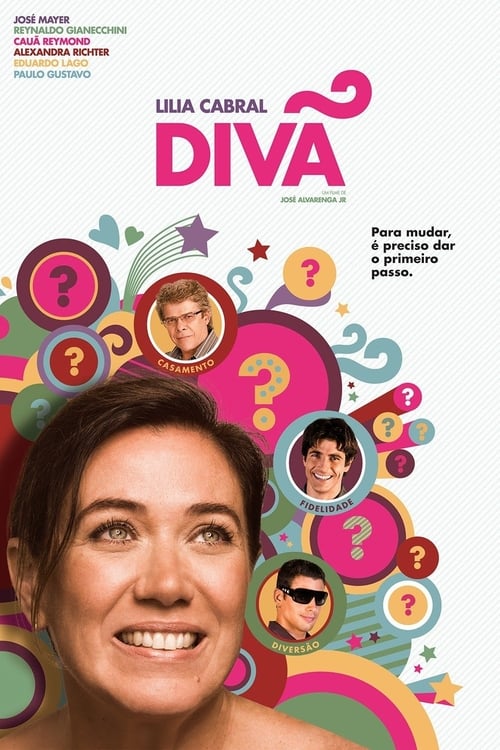 JOSÉ MAYER
REYNALDO GIANECCHINI
CAUÃ REYMOND
ALEXANDRA RICHTER
EDUARDO LAGO
PAULO GUSTAVO
LILIA CABRAL
DIVÃ
UM FILME DE
JOSÉ ALVARENGA JR
Para mudar,
é preciso dar
o primeiro
passo.
?
?
CASAMENTO
?
?
?
?
?
FIDELIDADE
?
?
?
?
DIVERSÃO